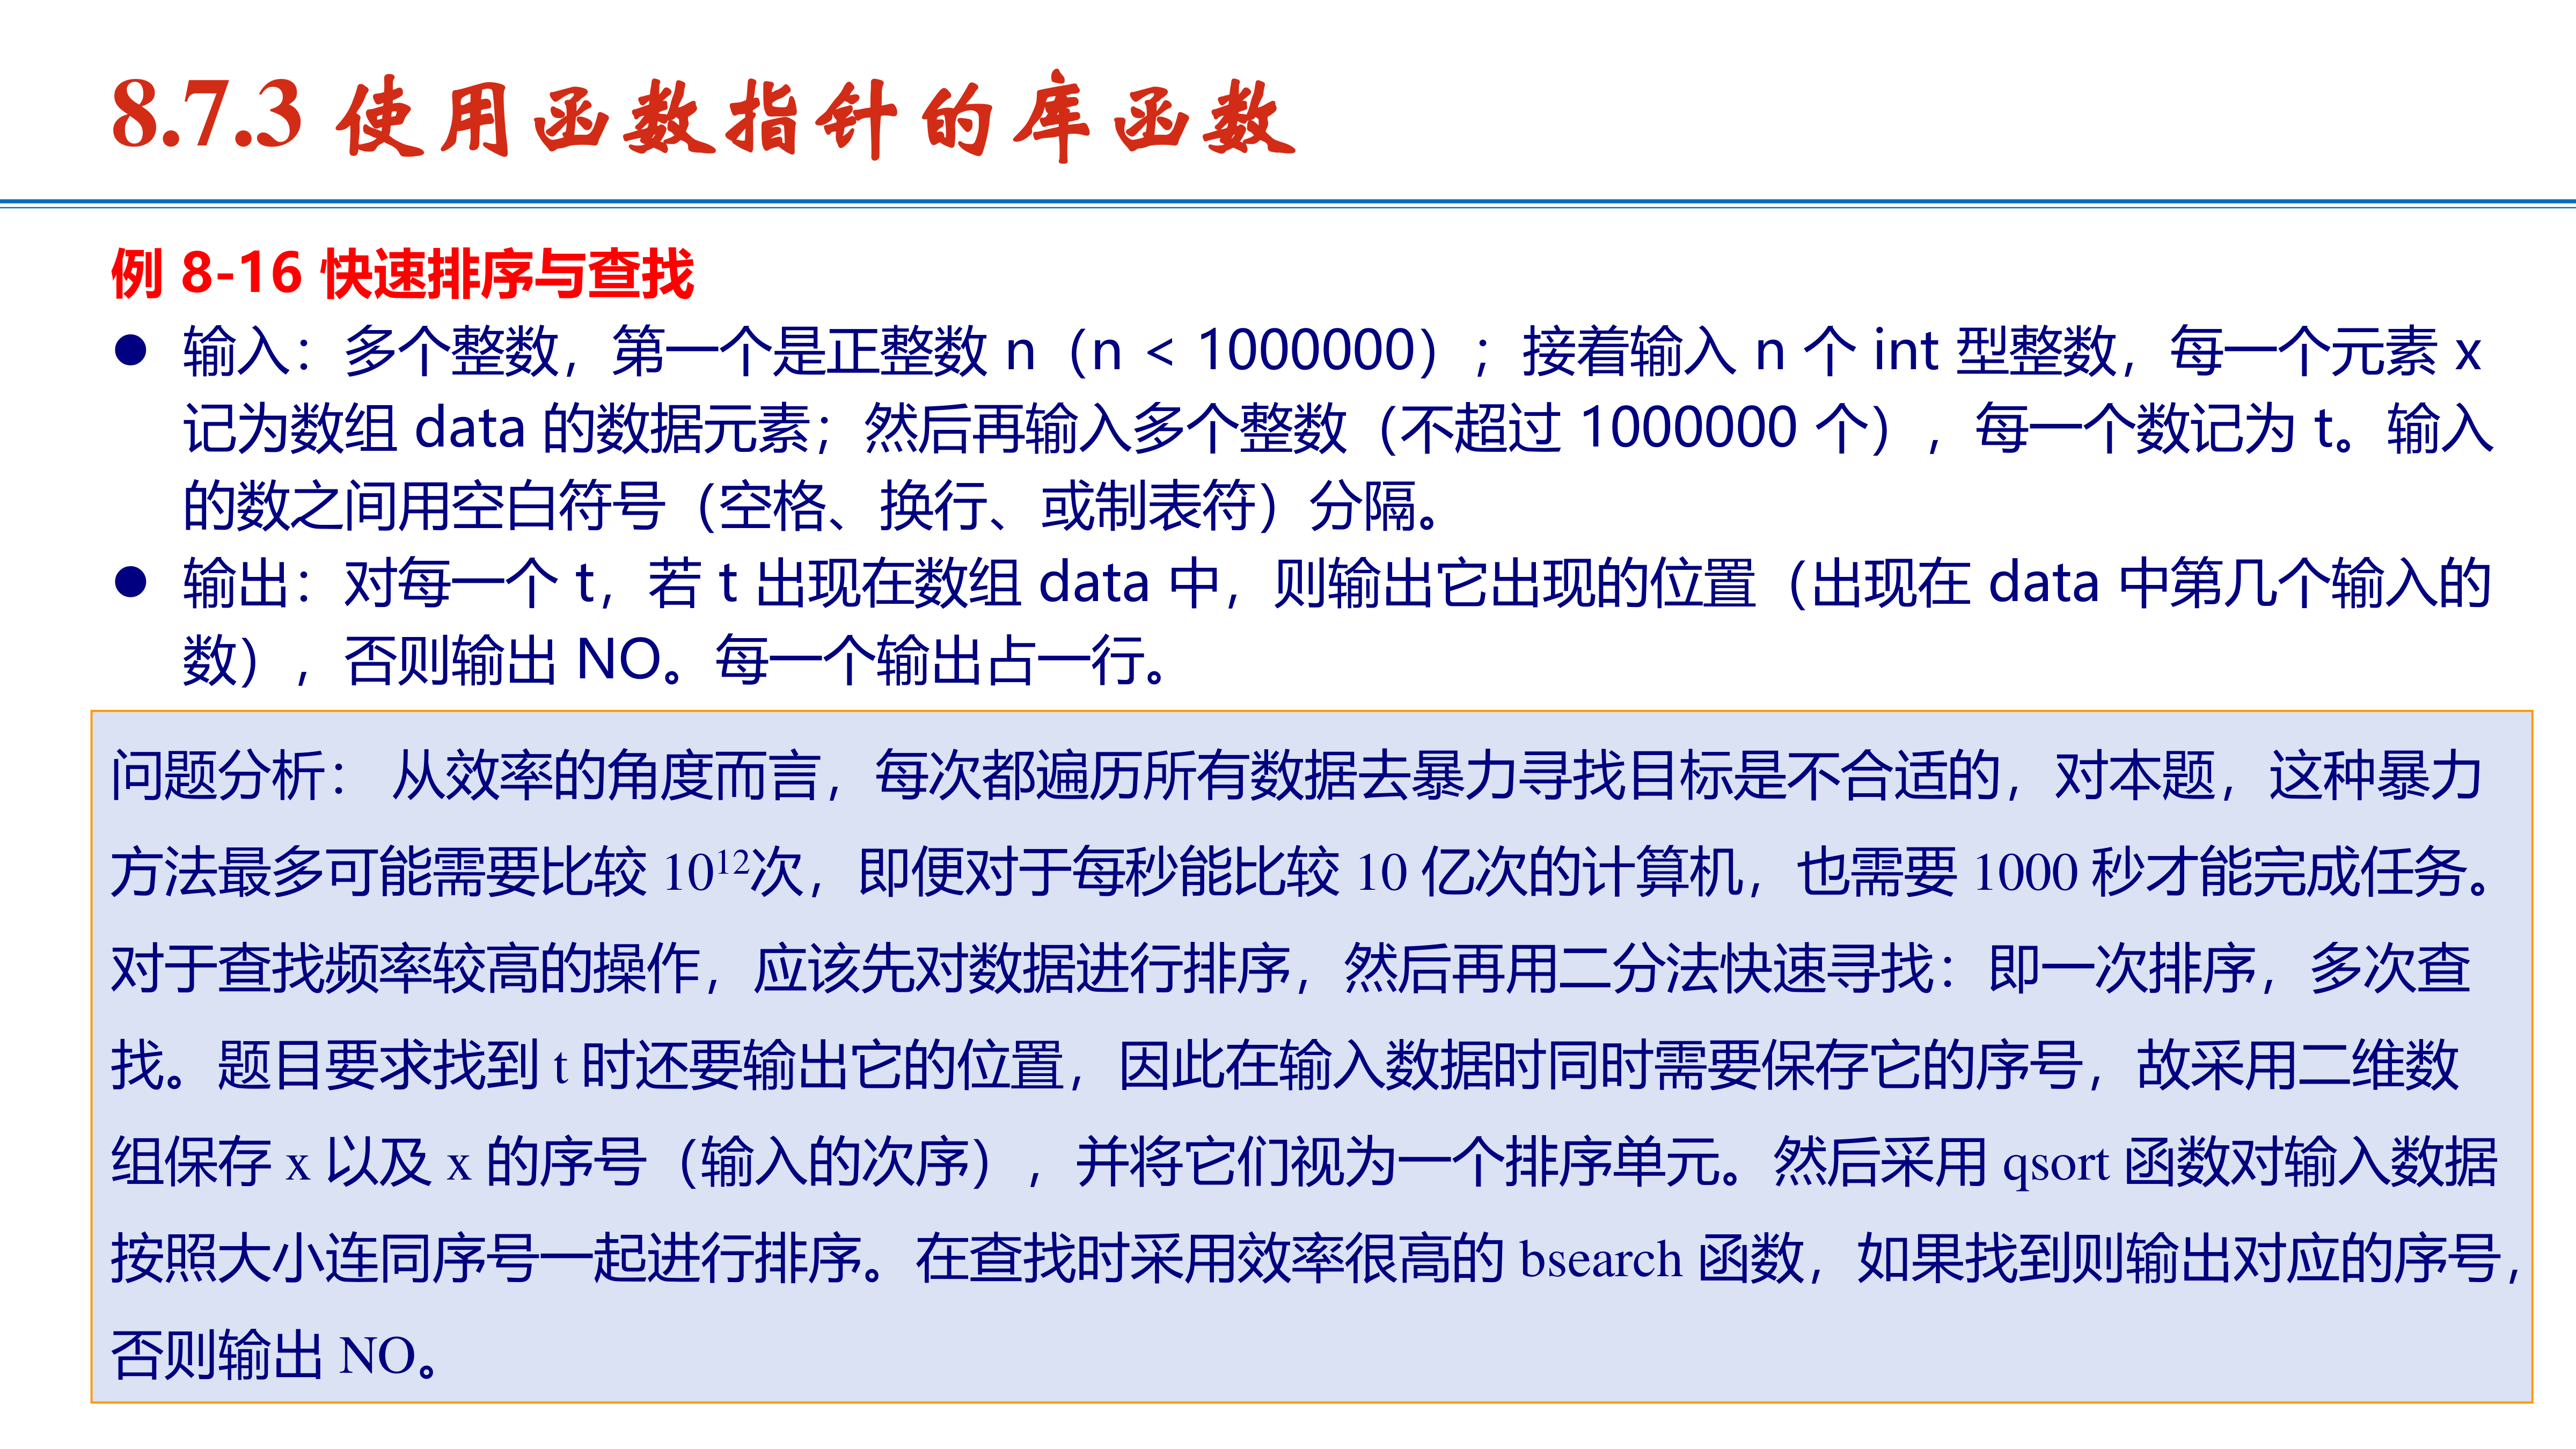 8.7.3 使用函数指针的库函数
例 8-16 快速排序与查找
● 输入：多个整数，第一个是正整数 n（n < 1000000）；接着输入 n 个 int 型整数，每一个元素 x
记为数组 data 的数据元素；然后再输入多个整数（不超过 1000000 个），每一个数记为 t。输入
的数之间用空白符号（空格、换行、或制表符）分隔。
● 输出：对每一个 t，若 t 出现在数组 data 中，则输出它出现的位置（出现在 data 中第几个输入的
数），否则输出 NO。每一个输出占一行。
问题分析： 从效率的角度而言，每次都遍历所有数据去暴力寻找目标是不合适的，对本题，这种暴力
方法最多可能需要比较 10¹²次，即便对于每秒能比较 10 亿次的计算机，也需要 1000 秒才能完成任务。
对于查找频率较高的操作，应该先对数据进行排序，然后再用二分法快速寻找：即一次排序，多次查
找。题目要求找到 t 时还要输出它的位置，因此在输入数据时同时需要保存它的序号，故采用二维数
组保存 x 以及 x 的序号（输入的次序），并将它们视为一个排序单元。然后采用 qsort 函数对输入数据
按照大小连同序号一起进行排序。在查找时采用效率很高的 bsearch 函数，如果找到则输出对应的序号，
否则输出 NO。